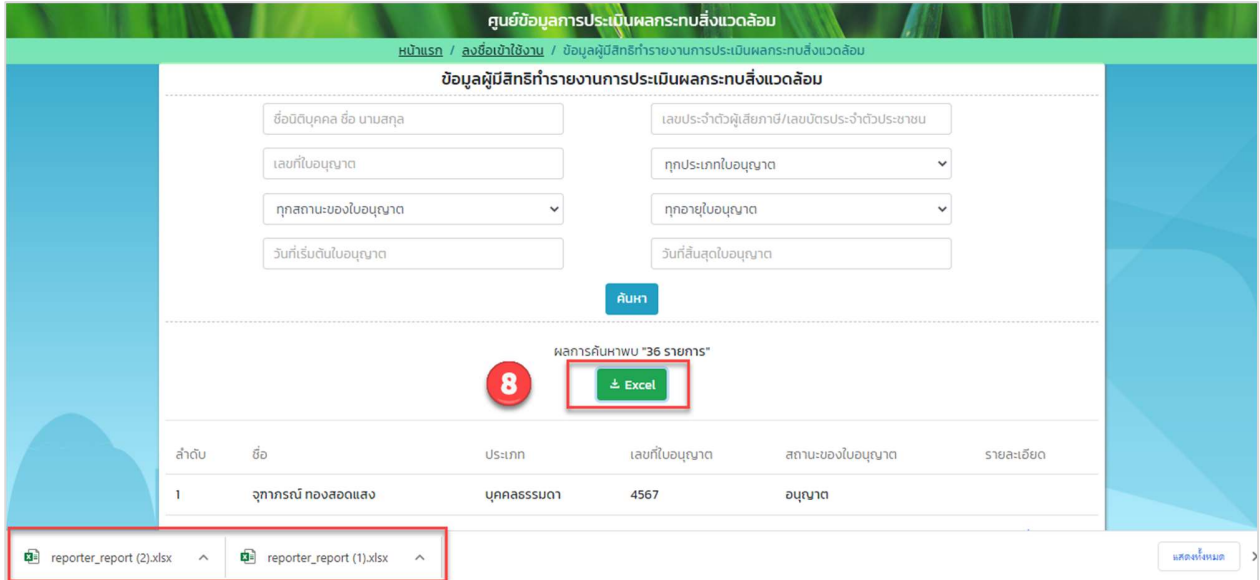 ศูนย์ข้อมูลการประเมินผลกระทบสิ่งแวดล้อม
หน้าแรก / ลงชื่อเข้าใช้งาน / ข้อมูลผู้มีสิทธิทำรายงานการประเมินผลกระทบสิ่งแวดล้อม
ข้อมูลผู้มีสิทธิทำรายงานการประเมินผลกระทบสิ่งแวดล้อม
ชื่อนิติบุคคล ชื่อ นามสกุล เลขประจำตัวผู้เสียภาษี/เลขบัตรประจำตัวประชาชน
เลขที่ใบอนุญาต ทุกประเภทใบอนุญาต
ทุกสถานะของใบอนุญาต ทุกอายุใบอนุญาต
วันที่เริ่มต้นใบอนุญาต วันที่สิ้นสุดใบอนุญาต
ค้นหา
ผลการค้นหาพบ "36 รายการ"
8 Excel
ลำดับ ชื่อ ประเภท เลขที่ใบอนุญาต สถานะของใบอนุญาต รายละเอียด
1 จุฑาภรณ์ ทองสอดแสง บุคคลธรรมดา 4567 อนุญาต
reporter_report (2).xlsx reporter_report (1).xlsx แสดงทั้งหมด